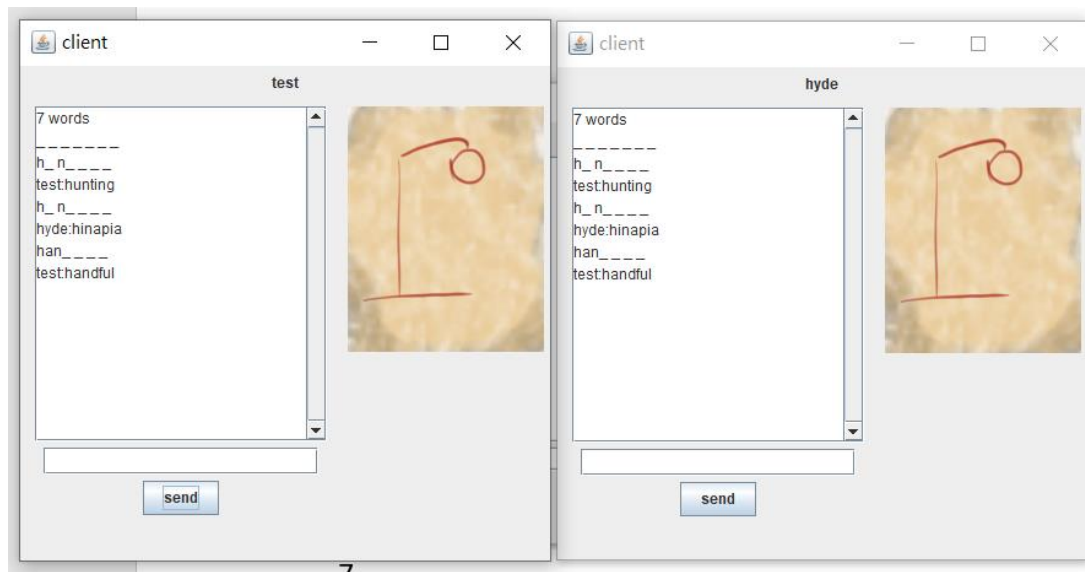 client
test
7 words
_ _ _ _ _ _ _
h_ n_ _ _ _
test:hunting
h_ n_ _ _ _
hyde:hinapia
han_ _ _ _
test:handful
send
client
hyde
7 words
_ _ _ _ _ _ _
h_ n_ _ _ _
test:hunting
h_ n_ _ _ _
hyde:hinapia
han_ _ _ _
test:handful
send